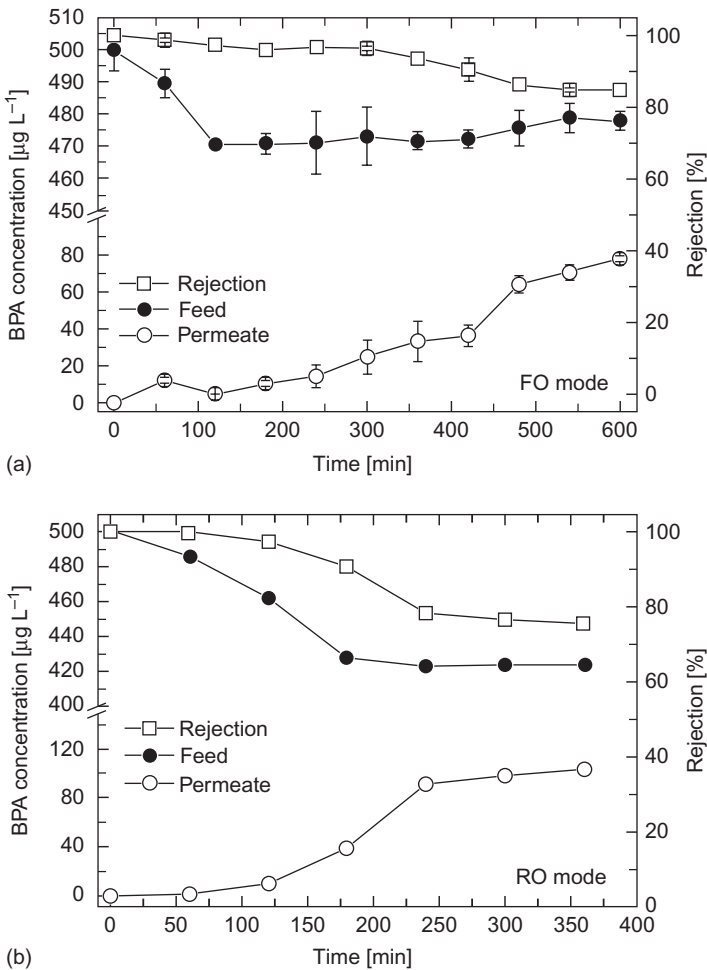 510
500
490
480
470
460
450
80
60
40
20
0
BPA concentration [μg L⁻¹]
100
80
60
40
20
0
Rejection [%]
Rejection
Feed
Permeate
FO mode
0 100 200 300 400 500 600
Time [min]
(a)
500
480
460
440
420
400
120
80
40
0
BPA concentration [μg L⁻¹]
100
80
60
40
20
0
Rejection [%]
Rejection
Feed
Permeate
RO mode
0 50 100 150 200 250 300 350 400
Time [min]
(b)